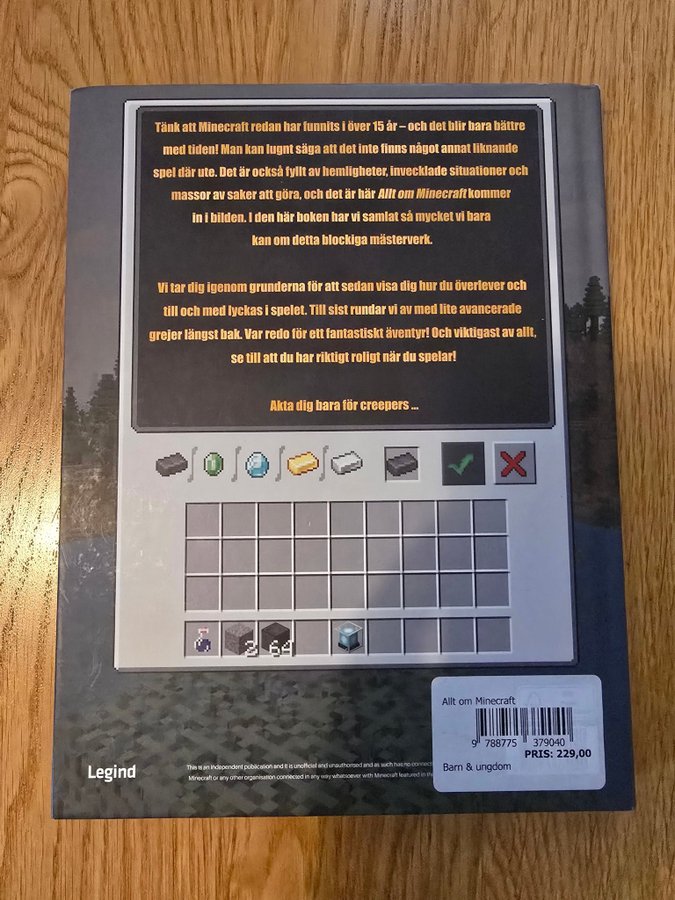 Tänk att Minecraft redan har funnits i över 15 år – och det blir bara bättre
med tiden! Man kan lugnt säga att det inte finns något annat liknande
spel där ute. Det är också fyllt av hemligheter, invecklade situationer och
massor av saker att göra, och det är här Allt om Minecraft kommer
in i bilden. I den här boken har vi samlat så mycket vi bara
kan om detta blockiga mästerverk.
Vi tar dig igenom grunderna för att sedan visa dig hur du överlever och
till och med lyckas i spelet. Till sist rundar vi av med lite avancerade
grejer längst bak. Var redo för ett fantastiskt äventyr! Och viktigast av allt,
se till att du har riktigt roligt när du spelar!
Akta dig bara för creepers ...
2 64
Allt om Minecraft
9 788775 379040
PRIS: 229,00
Barn & ungdom
Legind
This is an independent publication and it is unofficial and unauthorised and as such has no connec
Minecraft or any other organisation connected in any way whatsoever with Minecraft featured in the